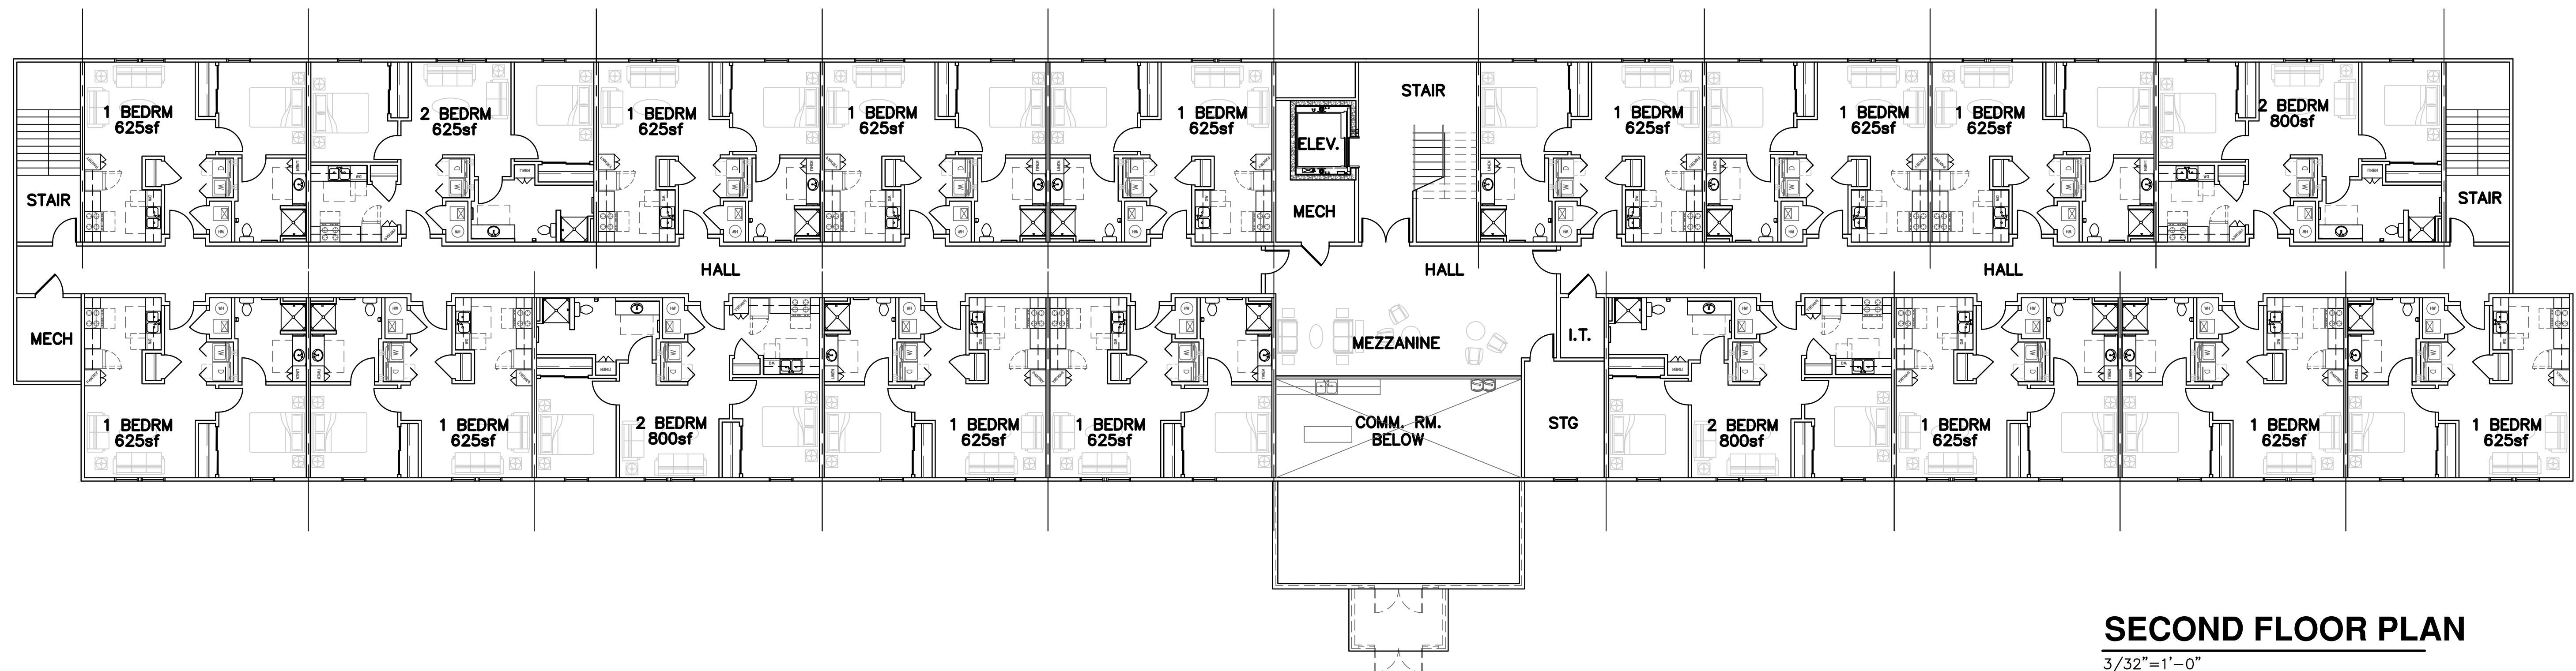 STAIR
1 BEDRM
625sf
2 BEDRM
625sf
1 BEDRM
625sf
1 BEDRM
625sf
1 BEDRM
625sf
ELEV.
MECH
STAIR
1 BEDRM
625sf
1 BEDRM
625sf
1 BEDRM
625sf
2 BEDRM
800sf
STAIR
HALL
HALL
HALL
MECH
1 BEDRM
625sf
1 BEDRM
625sf
2 BEDRM
800sf
1 BEDRM
625sf
1 BEDRM
625sf
MEZZANINE
COMM. RM.
BELOW
I.T.
STG
2 BEDRM
800sf
1 BEDRM
625sf
1 BEDRM
625sf
1 BEDRM
625sf
SECOND FLOOR PLAN
3/32"=1'-0"